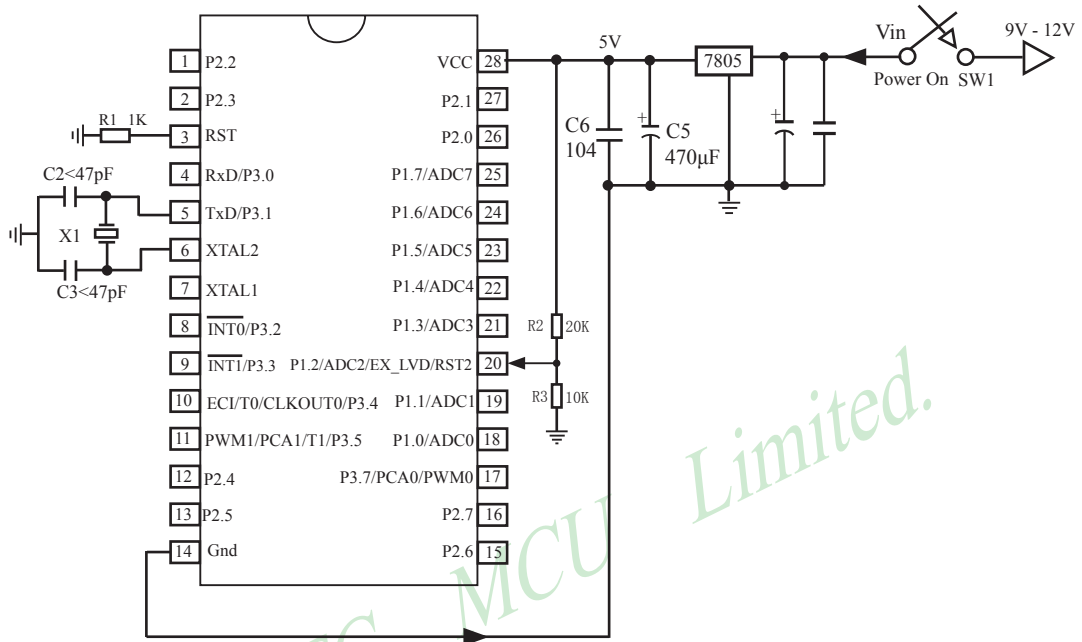 Vin
9V - 12V
5V
7805
Power On SW1
1 P2.2
VCC 28
2 P2.3
P2.1 27
R1 1K
3 RST
P2.0 26
C6
104
+
C5
470μF
+
4 RxD/P3.0
P1.7/ADC7 25
C2<47pF
5 TxD/P3.1
P1.6/ADC6 24
X1
6 XTAL2
P1.5/ADC5 23
7 XTAL1
P1.4/ADC4 22
C3<47pF
8 INT0/P3.2
P1.3/ADC3 21
R2 20K
9 INT1/P3.3
P1.2/ADC2/EX_LVD/RST2 20
10 ECI/T0/CLKOUT0/P3.4
P1.1/ADC1 19
R3 10K
11 PWM1/PCA1/T1/P3.5
P1.0/ADC0 18
12 P2.4
P3.7/PCA0/PWM0 17
13 P2.5
P2.7 16
14 Gnd
P2.6 15
MCU Limited.